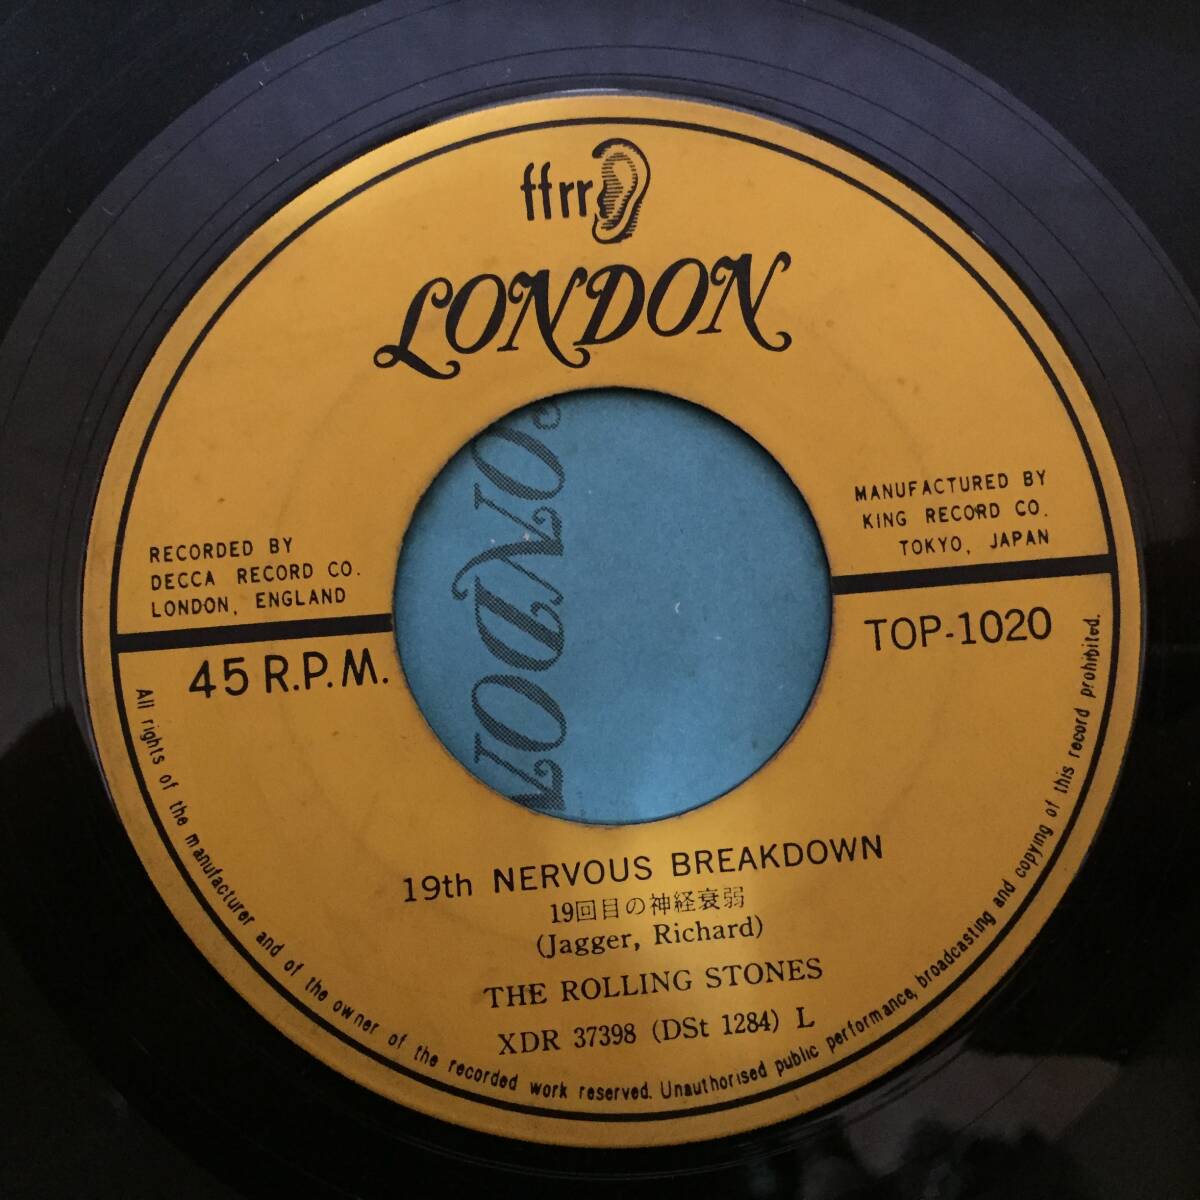 ffrr
LONDON
RECORDED BY
DECCA RECORD CO.
LONDON, ENGLAND
MANUFACTURED BY
KING RECORD CO.
TOKYO, JAPAN
45 R.P.M.
TOP-1020
19th NERVOUS BREAKDOWN
19回目の神経衰弱
(Jagger, Richard)
THE ROLLING STONES
XDR 37398 (DSt 1284) L
All rights of the manufacturer and of the owner of the recorded work reserved. Unauthorised public performance, broadcasting and copying of this record prohibited.
LONDON